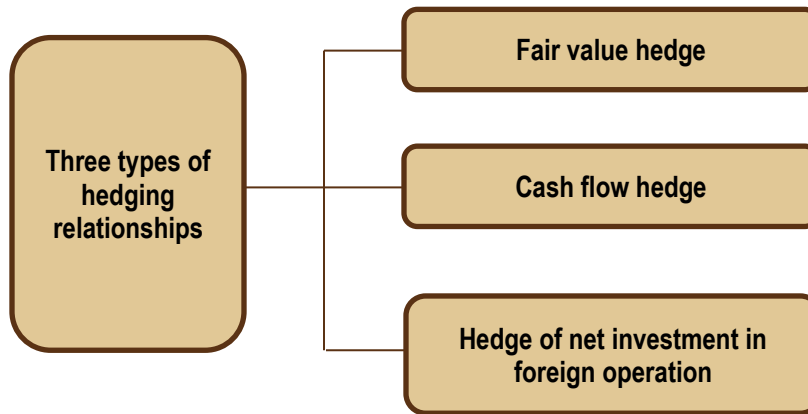 Three types of
hedging
relationships
Fair value hedge
Cash flow hedge
Hedge of net investment in
foreign operation